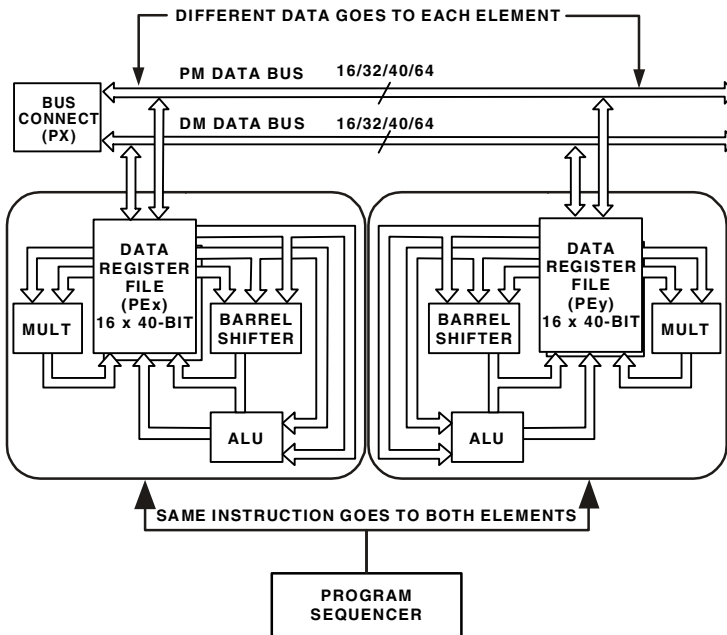 DIFFERENT DATA GOES TO EACH ELEMENT
PM DATA BUS 16/32/40/64
BUS
CONNECT
(PX)
DM DATA BUS 16/32/40/64
DATA
REGISTER
FILE
(PEx)
16 x 40-BIT
MULT
BARREL
SHIFTER
ALU
DATA
REGISTER
FILE
(PEy)
16 x 40-BIT
BARREL
SHIFTER
MULT
ALU
SAME INSTRUCTION GOES TO BOTH ELEMENTS
PROGRAM
SEQUENCER